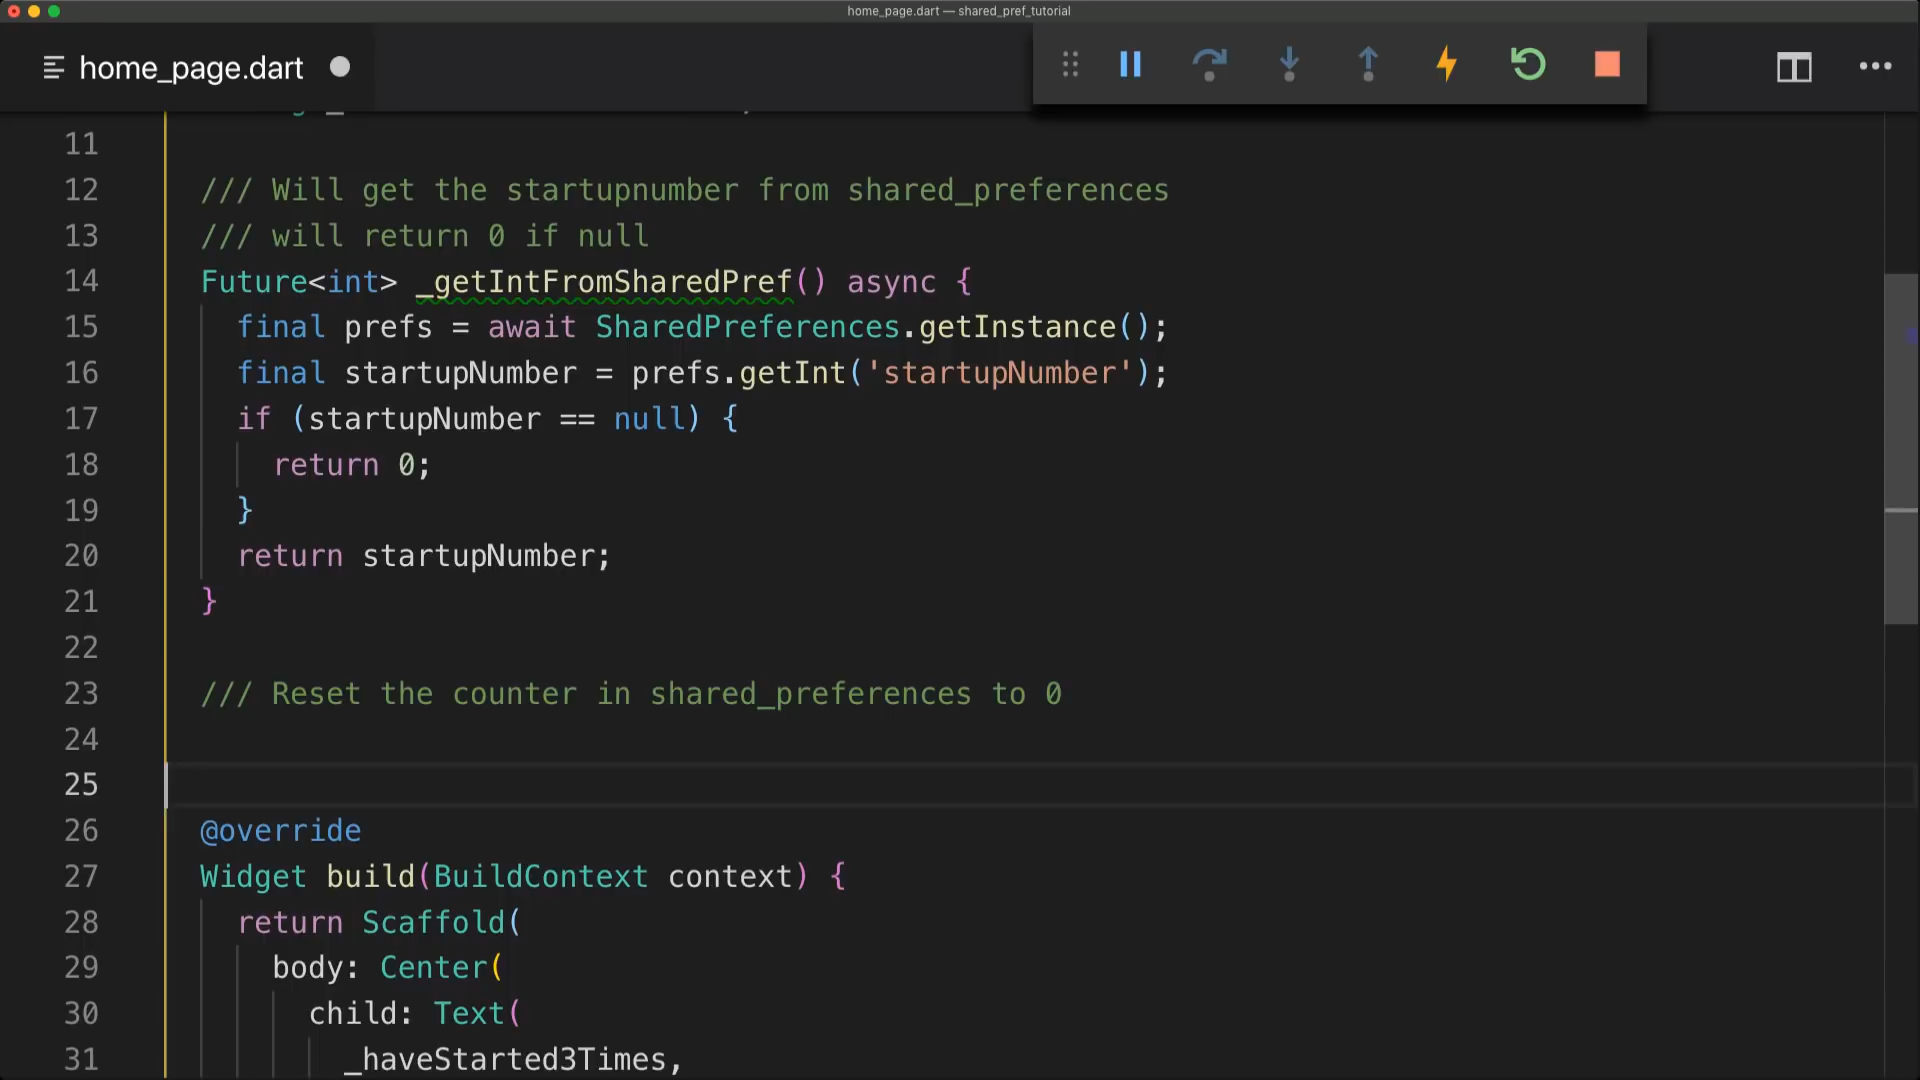 home_page.dart — shared_pref_tutorial
home_page.dart
11
12 /// Will get the startupnumber from shared_preferences
13 /// will return 0 if null
14 Future<int> _getIntFromSharedPref() async {
15 final prefs = await SharedPreferences.getInstance();
16 final startupNumber = prefs.getInt('startupNumber');
17 if (startupNumber == null) {
18 return 0;
19 }
20 return startupNumber;
21 }
22
23 /// Reset the counter in shared_preferences to 0
24
25
26 @override
27 Widget build(BuildContext context) {
28 return Scaffold(
29 body: Center(
30 child: Text(
31 _haveStarted3Times,